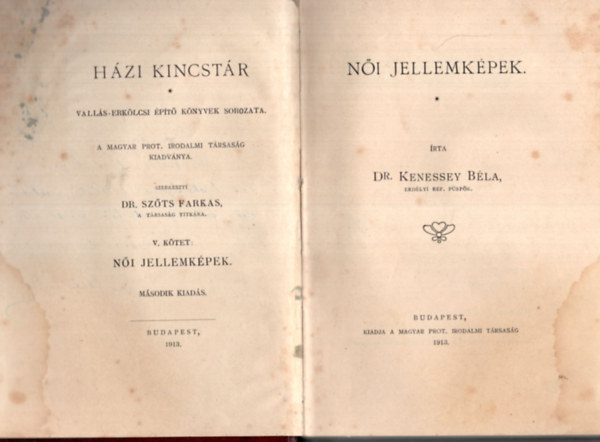 HÁZI KINCSTÁR
VALLÁS-ERKÖLCSI ÉPÍTŐ KÖNYVEK SOROZATA.
A MAGYAR PROT. IRODALMI TÁRSASÁG
KIADVÁNYA.
SZERKESZTI
DR. SZŐTS FARKAS,
A TÁRSASÁG TITKÁRA.
V. KÖTET:
NŐI JELLEMKÉPEK.
MÁSODIK KIADÁS.
BUDAPEST,
1913.
NŐI JELLEMKÉPEK.
ÍRTA
DR. KENESSEY BÉLA,
ERDÉLYI REF. PÜSPÖK.
BUDAPEST,
KIADJA A MAGYAR PROT. IRODALMI TÁRSASÁG
1913.